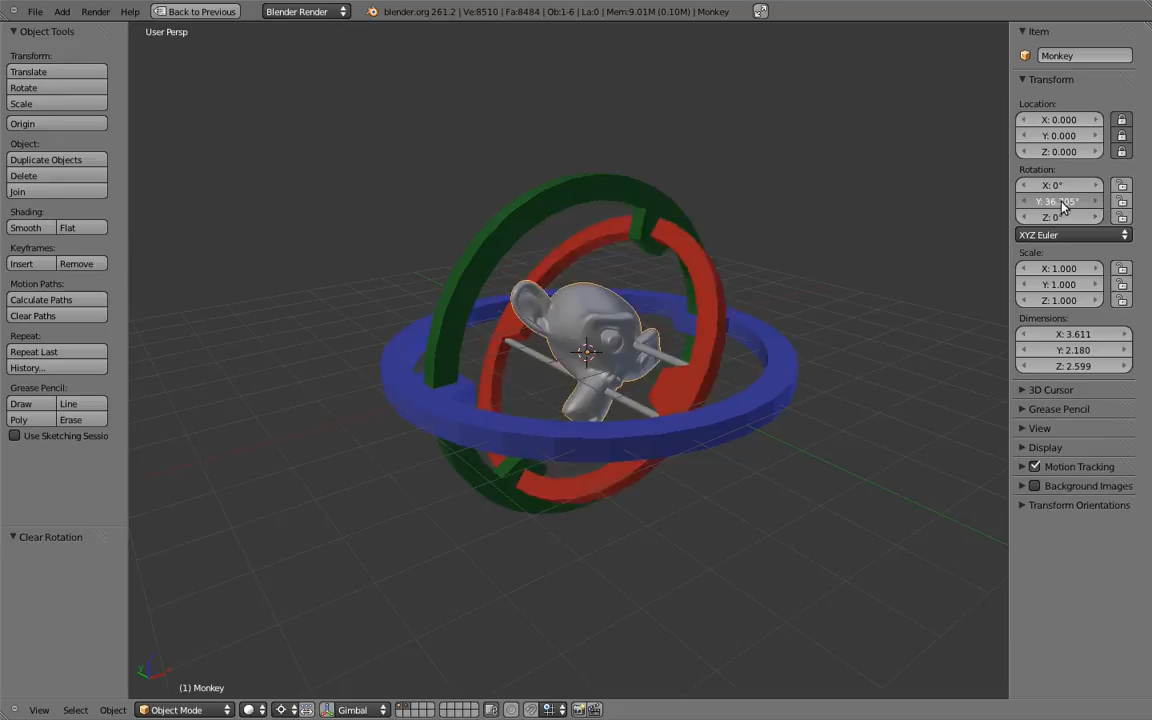 File Add Render Help Back to Previous Blender Render blender.org 261.2 | Ve:8510 | Fa:8484 | Ob:1-6 | La:0 | Mem:9.01M (0.10M) | Monkey
Object Tools
Transform:
Translate
Rotate
Scale
Origin
Object:
Duplicate Objects
Delete
Join
Shading:
Smooth Flat
Keyframes:
Insert Remove
Motion Paths:
Calculate Paths
Clear Paths
Repeat:
Repeat Last
History...
Grease Pencil:
Draw Line
Poly Erase
Use Sketching Sessio
Clear Rotation
User Persp
(1) Monkey
Item
Monkey
Transform
Location:
X: 0.000
Y: 0.000
Z: 0.000
Rotation:
X: 0°
Z: 0°
XYZ Euler
Scale:
X: 1.000
Y: 1.000
Z: 1.000
Dimensions:
X: 3.611
Y: 2.180
Z: 2.599
3D Cursor
Grease Pencil
View
Display
Motion Tracking
Background Images
Transform Orientations
View Select Object Object Mode Gimbal